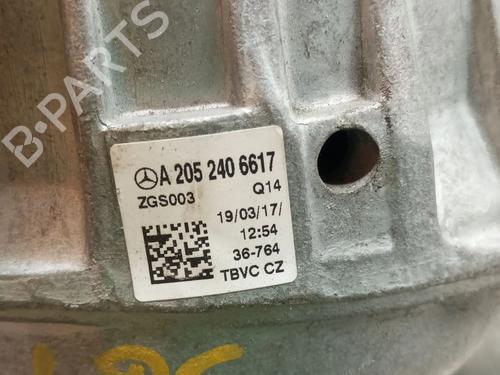 B-PARTS
A 205 240 6617
ZGS003 Q14
19/03/17/
12:54
36-764
TBVC CZ